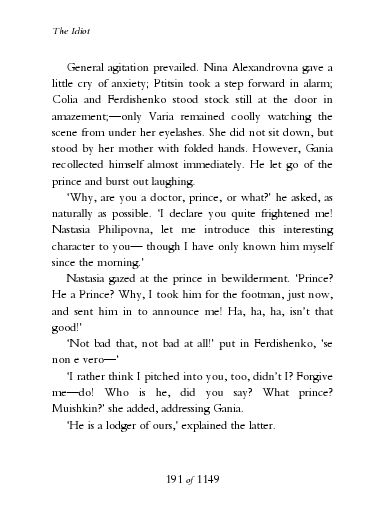 The Idiot
General agitation prevailed. Nina Alexandrovna gave a
little cry of anxiety; Ptitsin took a step forward in alarm;
Colia and Ferdishenko stood stock still at the door in
amazement;—only Varia remained coolly watching the
scene from under her eyelashes. She did not sit down, but
stood by her mother with folded hands. However, Gania
recollected himself almost immediately. He let go of the
prince and burst out laughing.
'Why, are you a doctor, prince, or what?' he asked, as
naturally as possible. 'I declare you quite frightened me!
Nastasia Philipovna, let me introduce this interesting
character to you— though I have only known him myself
since the morning.'
Nastasia gazed at the prince in bewilderment. 'Prince?
He a Prince? Why, I took him for the footman, just now,
and sent him in to announce me! Ha, ha, ha, isn't that
good!'
'Not bad that, not bad at all!' put in Ferdishenko, 'se
non e vero—'
'I rather think I pitched into you, too, didn't I? Forgive
me—do! Who is he, did you say? What prince?
Muishkin?' she added, addressing Gania.
'He is a lodger of ours,' explained the latter.
191 of 1149